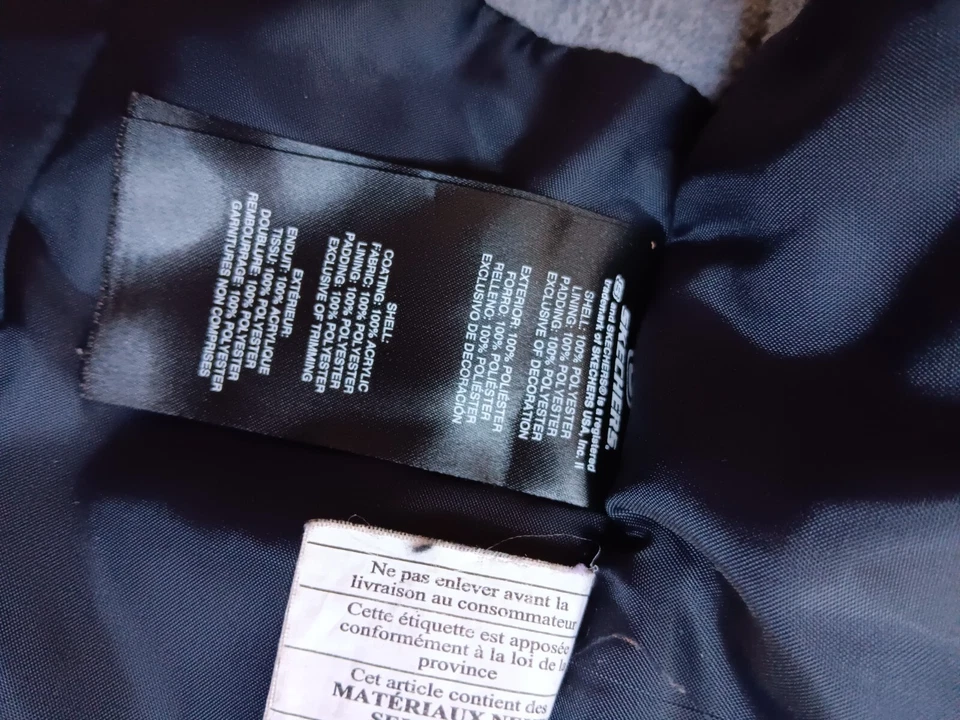 SKECHERS.
and SKECHERS® is a registered
trademark of SKECHERS USA, Inc. II
SHELL: 100% POLYESTER
LINING: 100% POLYESTER
PADDING: 100% POLYESTER
EXCLUSIVE OF DECORATION
EXTERIOR: 100% POLIÉSTER
FORRO: 100% POLIÉSTER
RELLENO: 100% POLIÉSTER
EXCLUSIVO DE DECORACIÓN
SHELL:
COATING: 100% ACRYLIC
FABRIC: 100% POLYESTER
LINING: 100% POLYESTER
PADDING: 100% POLYESTER
EXCLUSIVE OF TRIMMING
EXTÉRIEUR:
ENDUIT: 100% ACRYLIQUE
TISSU: 100% POLYESTER
DOUBLURE: 100% POLYESTER
REMBOURRAGE: 100% POLYESTER
GARNITURES NON COMPRISES
Ne pas enlever avant la
livraison au consommateur
Cette étiquette est apposée
conformément à la loi de la
province
Cet article contient des
MATÉRIAUX